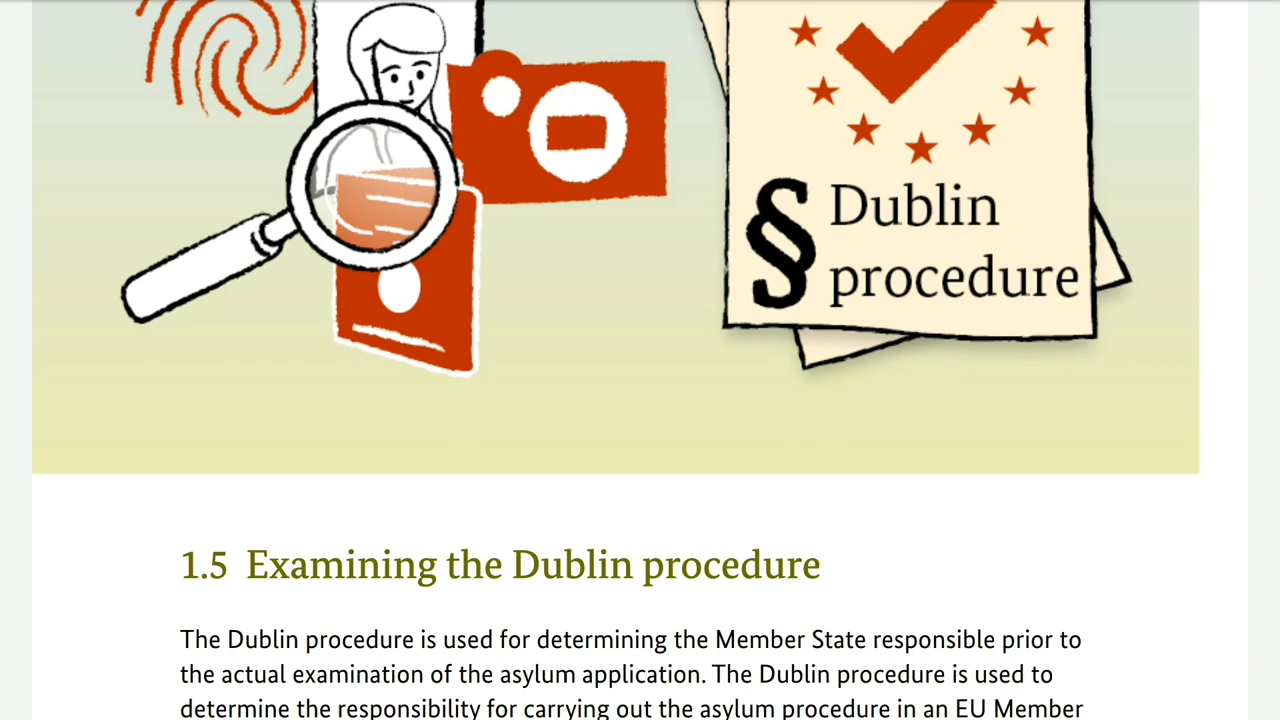 § Dublin
procedure
1.5 Examining the Dublin procedure
The Dublin procedure is used for determining the Member State responsible prior to
the actual examination of the asylum application. The Dublin procedure is used to
determine the responsibility for carrying out the asylum procedure in an EU Member